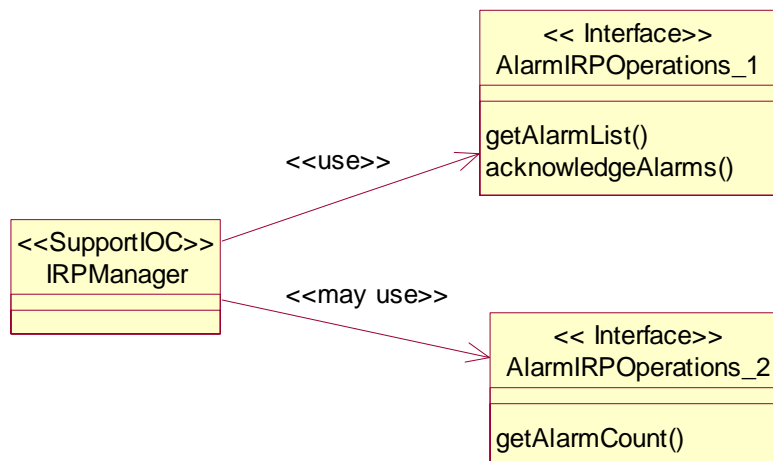 << Interface>>
AlarmIRPOperations_1
getAlarmList()
acknowledgeAlarms()
<<use>>
<<SupportIOC>>
IRPManager
<<may use>>
<< Interface>>
AlarmIRPOperations_2
getAlarmCount()